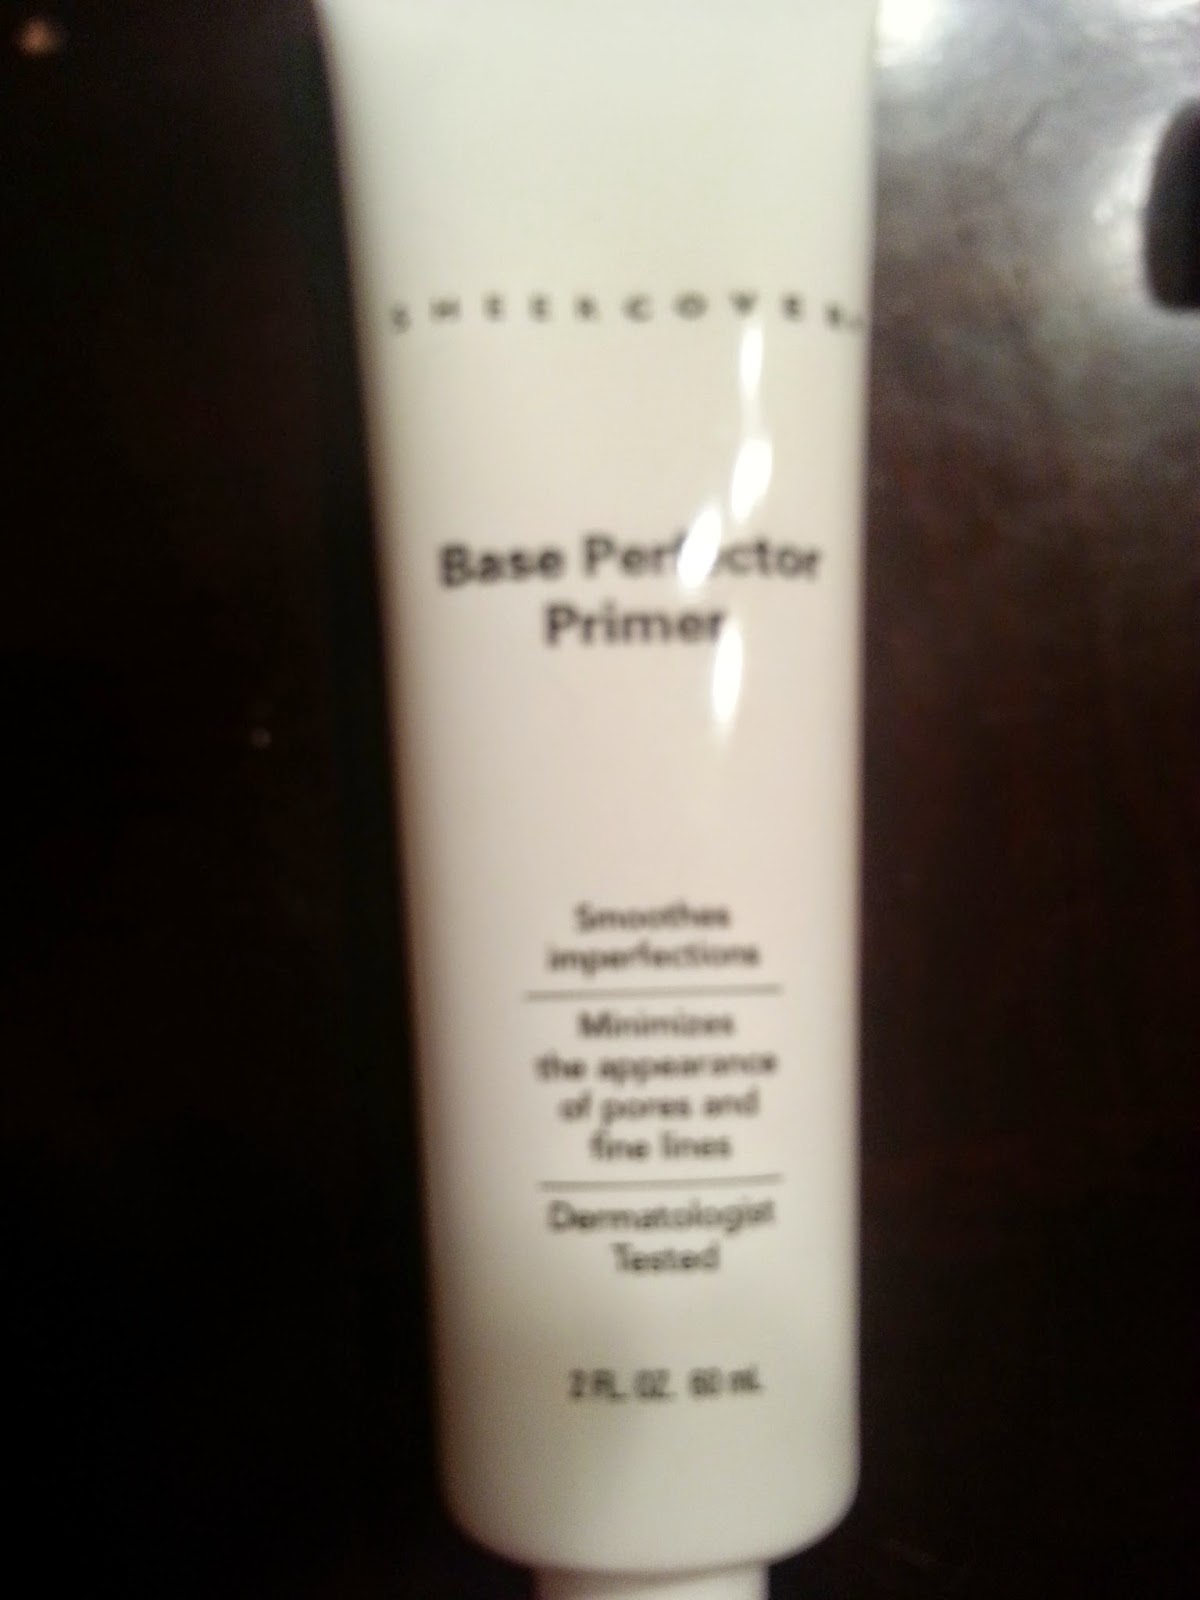 SHEERCOVER
Base Perfector
Primer
Smoothes
imperfections
Minimizes
the appearance
of pores and
fine lines
Dermatologist
Tested
2 FL. OZ. 60 mL